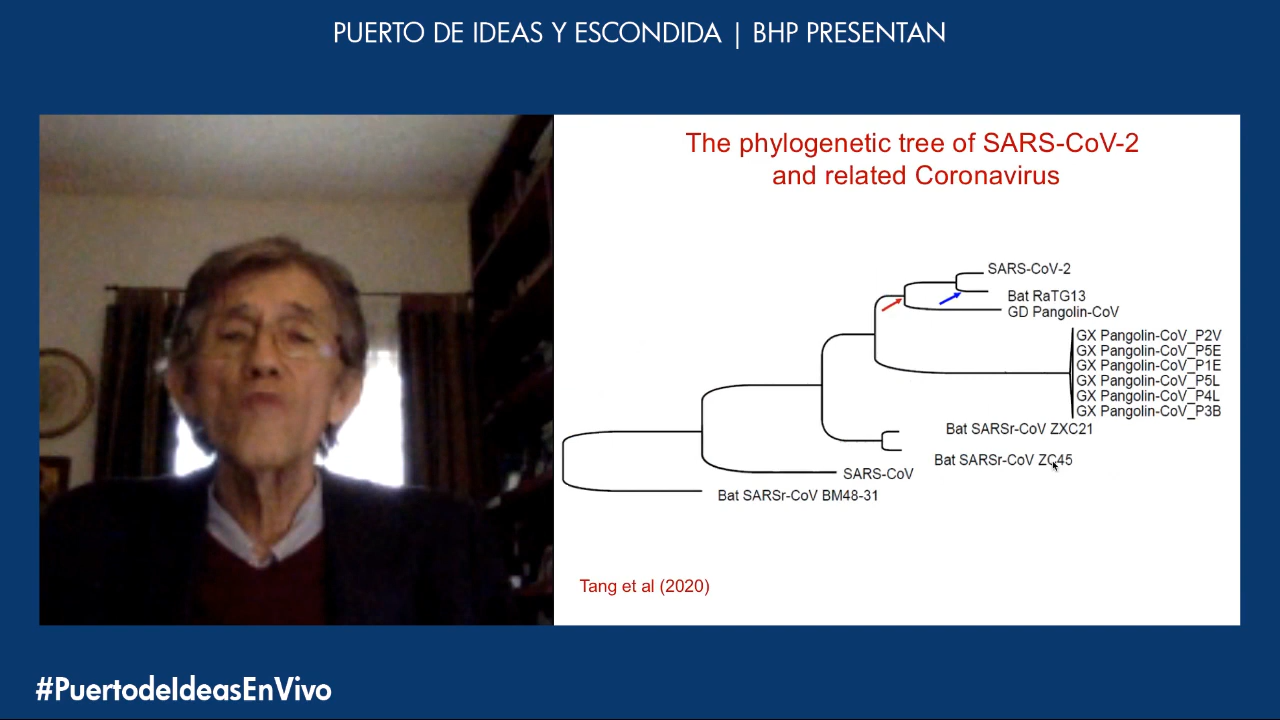 PUERTO DE IDEAS Y ESCONDIDA | BHP PRESENTAN
The phylogenetic tree of SARS-CoV-2
and related Coronavirus
SARS-CoV-2
Bat RaTG13
GD Pangolin-CoV
GX Pangolin-CoV_P2V
GX Pangolin-CoV_P5E
GX Pangolin-CoV_P1E
GX Pangolin-CoV_P5L
GX Pangolin-CoV_P4L
GX Pangolin-CoV_P3B
Bat SARSr-CoV ZXC21
Bat SARSr-CoV ZC45
SARS-CoV
Bat SARSr-CoV BM48-31
Tang et al (2020)
#PuertodeIdeasEnVivo